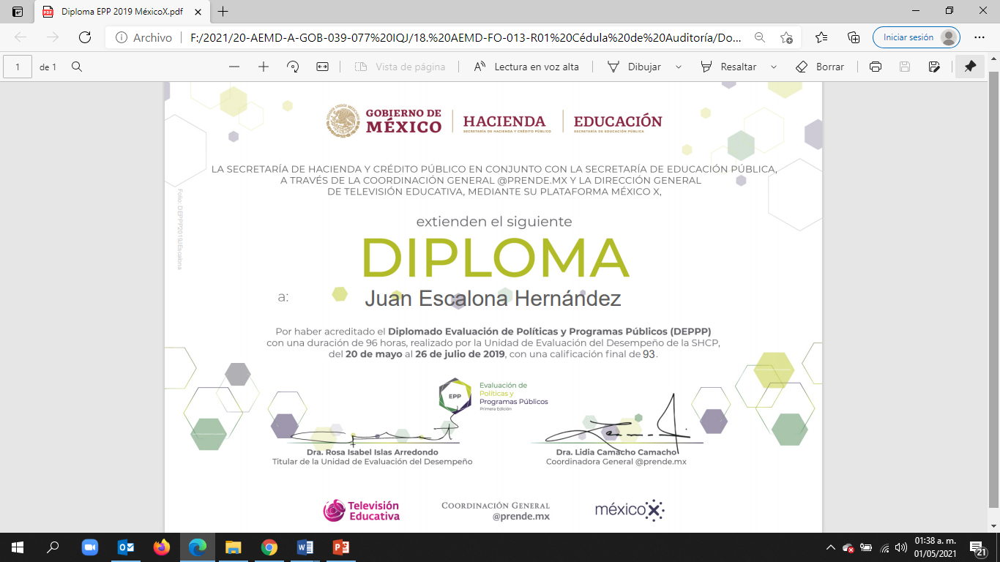 Diploma EPP 2019 MéxicoX.pdf
Archivo
F:/2021/20-AEMD-A-GOB-039-077%20IQJ/18.%20AEMD-FO-013-R01%20Cédula%20de%20Auditoría/Do...
Iniciar sesión
1 de 1
Vista de página
Lectura en voz alta
Dibujar
Resaltar
Borrar
GOBIERNO DE MÉXICO
HACIENDA
SECRETARÍA DE HACIENDA Y CRÉDITO PÚBLICO
EDUCACIÓN
SECRETARÍA DE EDUCACIÓN PÚBLICA
LA SECRETARÍA DE HACIENDA Y CRÉDITO PÚBLICO EN CONJUNTO CON LA SECRETARÍA DE EDUCACIÓN PÚBLICA,
A TRAVÉS DE LA COORDINACIÓN GENERAL @PRENDE.MX Y LA DIRECCIÓN GENERAL
DE TELEVISIÓN EDUCATIVA, MEDIANTE SU PLATAFORMA MÉXICO X,
extienden el siguiente
DIPLOMA
a: Juan Escalona Hernández
Por haber acreditado el Diplomado Evaluación de Políticas y Programas Públicos (DEPPP)
con una duración de 96 horas, realizado por la Unidad de Evaluación del Desempeño de la SHCP,
del 20 de mayo al 26 de julio de 2019, con una calificación final de 93.
EPP
Evaluación de
Políticas y
Programas Públicos
Primera Edición
Dra. Rosa Isabel Islas Arredondo
Titular de la Unidad de Evaluación del Desempeño
Dra. Lidia Camacho Camacho
Coordinadora General @prende.mx
Televisión
Educativa
COORDINACIÓN GENERAL
@prende.mx
méxicoX
01:38 a. m.
01/05/2021
21